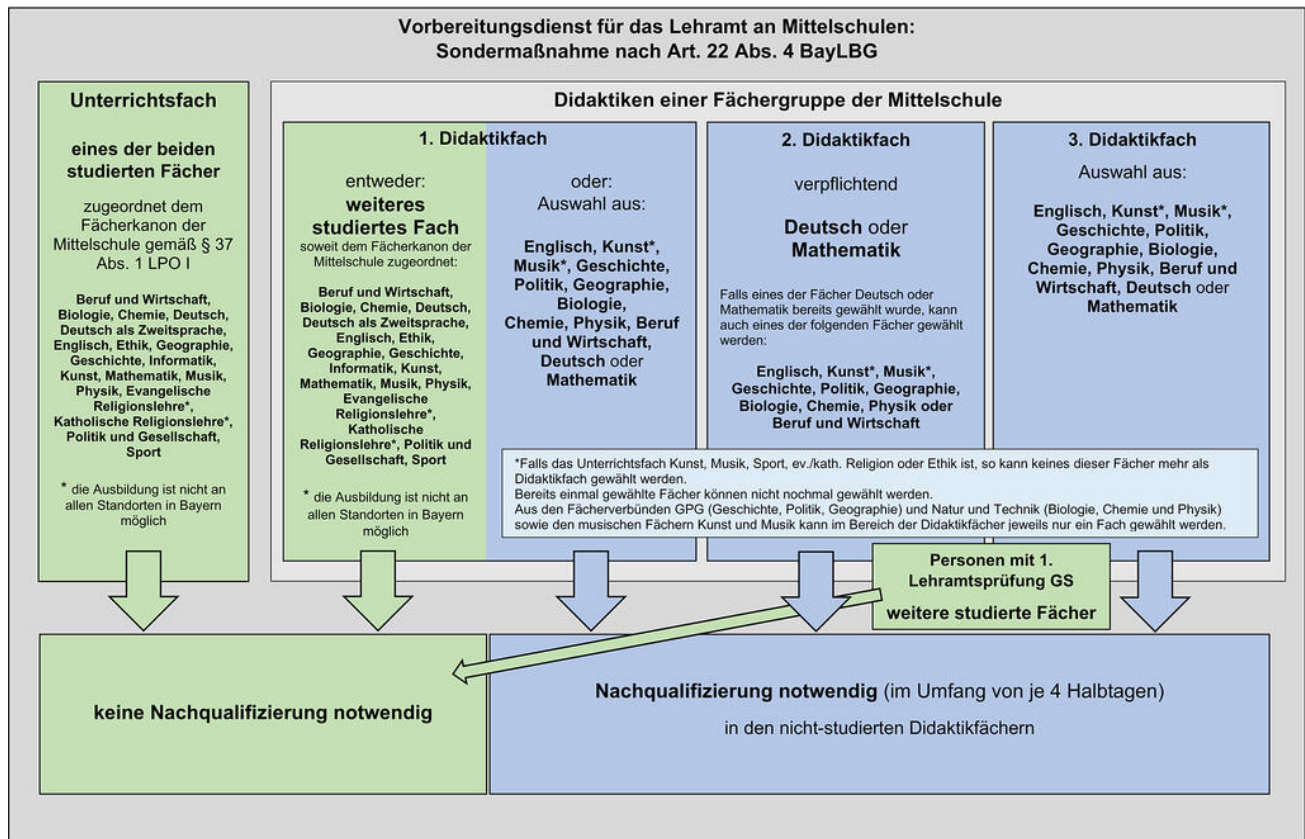 Vorbereitungsdienst für das Lehramt an Mittelschulen:
Sondermaßnahme nach Art. 22 Abs. 4 BayLBG
Unterrichtsfach
eines der beiden
studierten Fächer
zugeordnet dem
Fächerkanon der
Mittelschule gemäß § 37
Abs. 1 LPO I
Beruf und Wirtschaft,
Biologie, Chemie, Deutsch,
Deutsch als Zweitsprache,
Englisch, Ethik, Geographie,
Geschichte, Informatik,
Kunst, Mathematik, Musik,
Physik, Evangelische
Religionslehre*,
Katholische Religionslehre*,
Politik und Gesellschaft,
Sport
* die Ausbildung ist nicht an
allen Standorten in Bayern
möglich
Didaktiken einer Fächergruppe der Mittelschule
1. Didaktikfach
entweder:
weiteres
studiertes Fach
soweit dem Fächerkanon der
Mittelschule zugeordnet:
Beruf und Wirtschaft,
Biologie, Chemie, Deutsch,
Deutsch als Zweitsprache,
Englisch, Ethik,
Geographie, Geschichte,
Informatik, Kunst,
Mathematik, Musik, Physik,
Evangelische
Religionslehre*,
Katholische
Religionslehre*, Politik und
Gesellschaft, Sport
* die Ausbildung ist nicht an
allen Standorten in Bayern
möglich
oder:
Auswahl aus:
Englisch, Kunst*,
Musik*, Geschichte,
Politik, Geographie,
Biologie,
Chemie, Physik, Beruf
und Wirtschaft,
Deutsch oder
Mathematik
2. Didaktikfach
verpflichtend
Deutsch oder
Mathematik
Falls eines der Fächer Deutsch oder
Mathematik bereits gewählt wurde, kann
auch eines der folgenden Fächer gewählt
werden:
Englisch, Kunst*, Musik*,
Geschichte, Politik, Geographie,
Biologie, Chemie, Physik oder
Beruf und Wirtschaft
3. Didaktikfach
Auswahl aus:
Englisch, Kunst*, Musik*,
Geschichte, Politik,
Geographie, Biologie,
Chemie, Physik, Beruf und
Wirtschaft, Deutsch oder
Mathematik
*Falls das Unterrichtsfach Kunst, Musik, Sport, ev./kath. Religion oder Ethik ist, so kann keines dieser Fächer mehr als
Didaktikfach gewählt werden.
Bereits einmal gewählte Fächer können nicht nochmal gewählt werden.
Aus den Fächerverbünden GPG (Geschichte, Politik, Geographie) und Natur und Technik (Biologie, Chemie und Physik)
sowie den musischen Fächern Kunst und Musik kann im Bereich der Didaktikfächer jeweils nur ein Fach gewählt werden.
Personen mit 1.
Lehramtsprüfung GS
weitere studierte Fächer
keine Nachqualifizierung notwendig
Nachqualifizierung notwendig (im Umfang von je 4 Halbtagen)
in den nicht-studierten Didaktikfächern